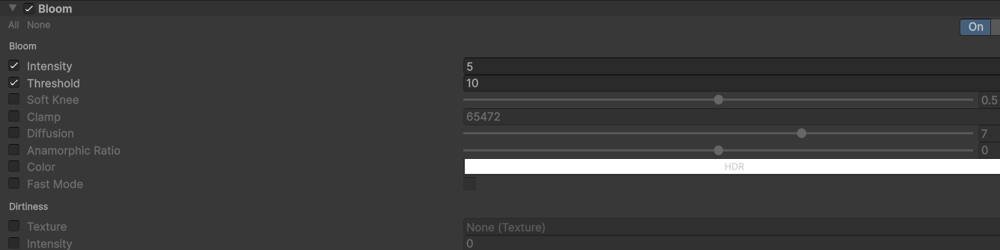 Bloom
All None
On
Bloom
Intensity 5
Threshold 10
Soft Knee 0.5
Clamp 65472
Diffusion 7
Anamorphic Ratio 0
Color HDR
Fast Mode
Dirtiness
Texture None (Texture)
Intensity 0